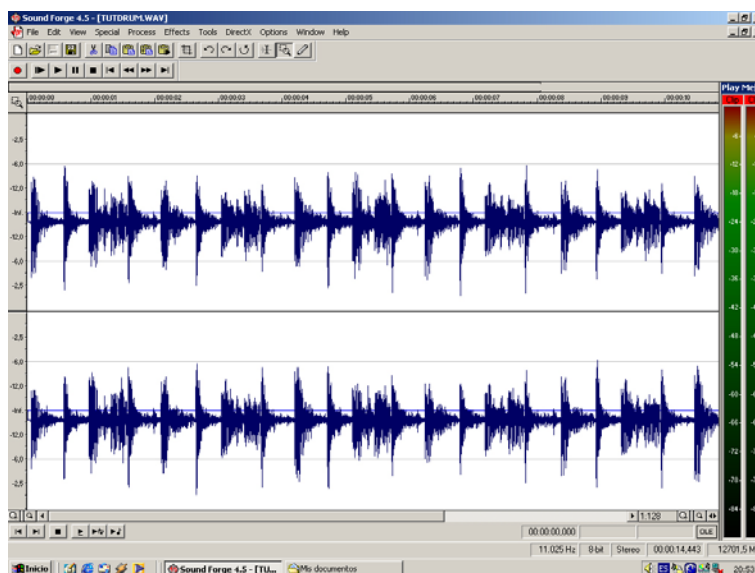 Sound Forge 4.5 - [TUTDRUM.WAV]
File Edit View Special Process Effects Tools DirectX Options Window Help
00:00:00 00:00:01 00:00:02 00:00:03 00:00:04 00:00:05 00:00:06 00:00:07 00:00:08 00:00:09 00:00:10
Play Me
Clip
-2,5
-6,0
-12,0
-Inf.
-12,0
-6,0
-2,5
-2,5
-6,0
-12,0
-Inf.
-12,0
-6,0
-2,5
-6
-12
-18
-24
-30
-36
-42
-48
-54
-60
-66
-72
-78
-84
1:128
00:00:00,000
OLE
11.025 Hz 8-bit Stereo 00:00:14,443 12701,5 M
Inicio Sound Forge 4.5 - [TU... Mis documentos ES